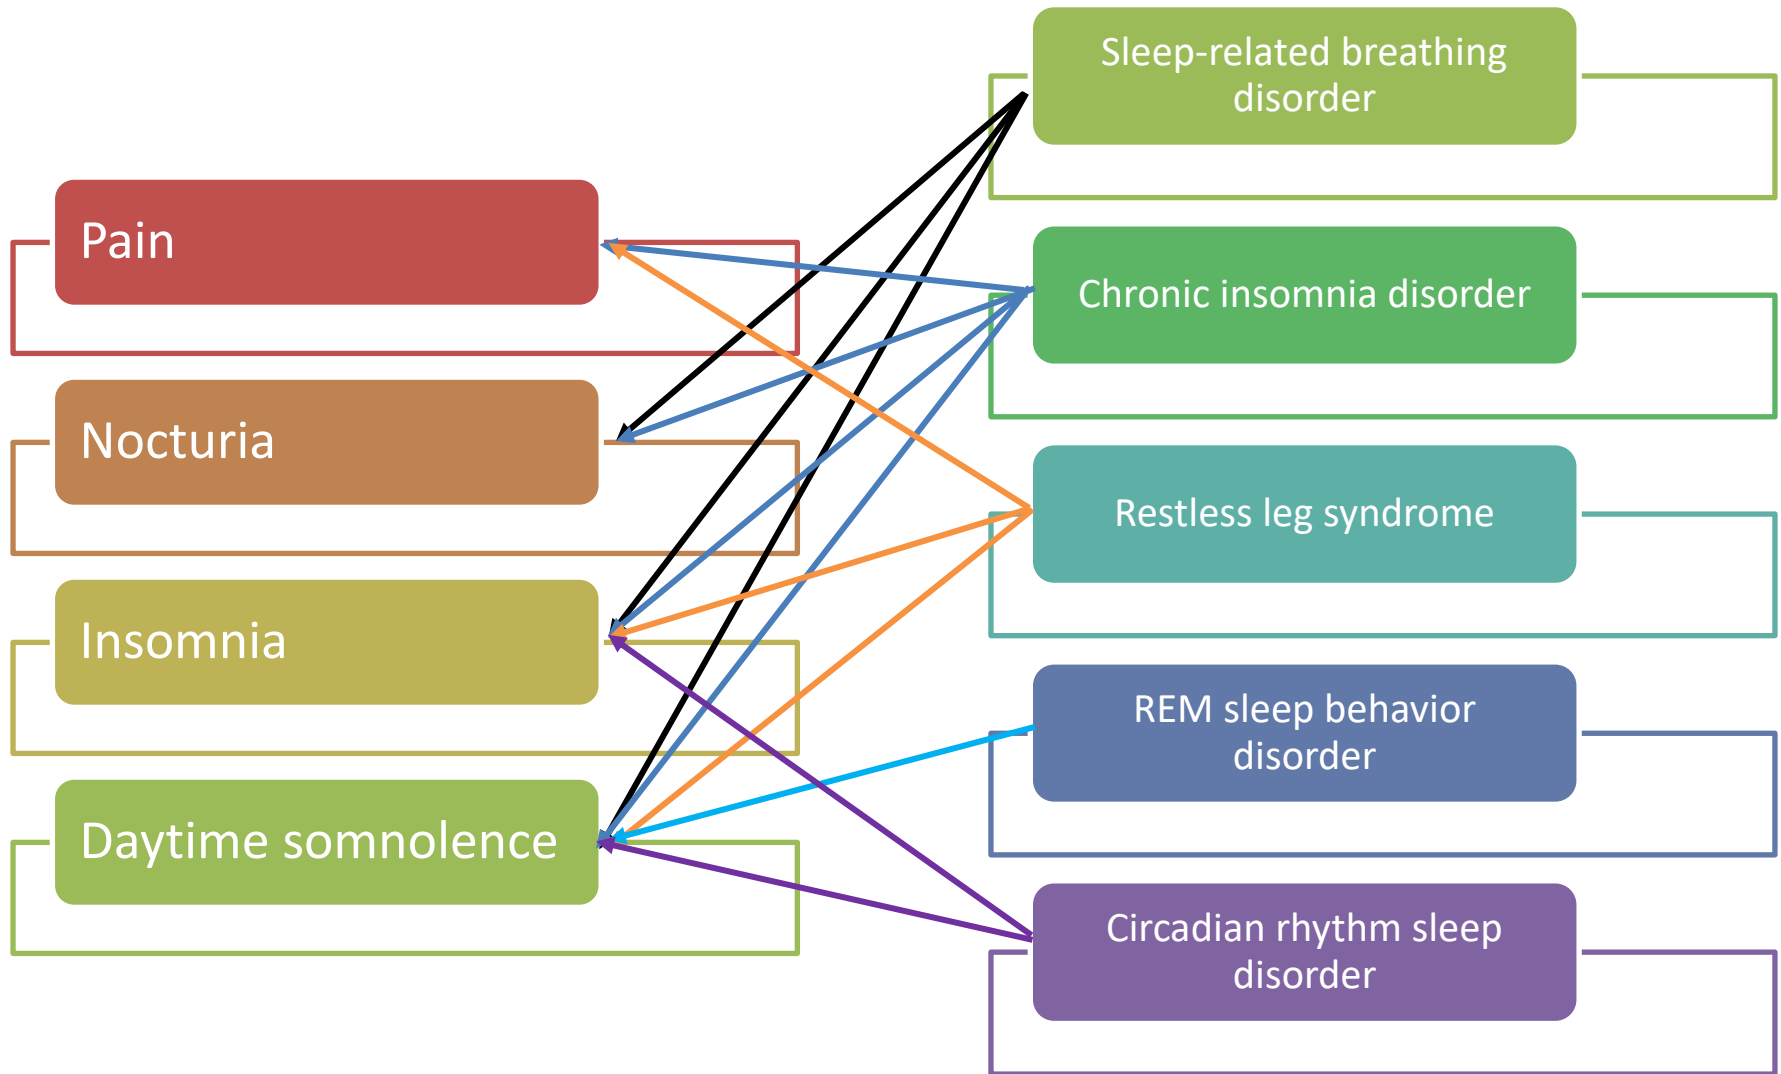 Pain
Nocturia
Insomnia
Daytime somnolence
Sleep-related breathing
disorder
Chronic insomnia disorder
Restless leg syndrome
REM sleep behavior
disorder
Circadian rhythm sleep
disorder